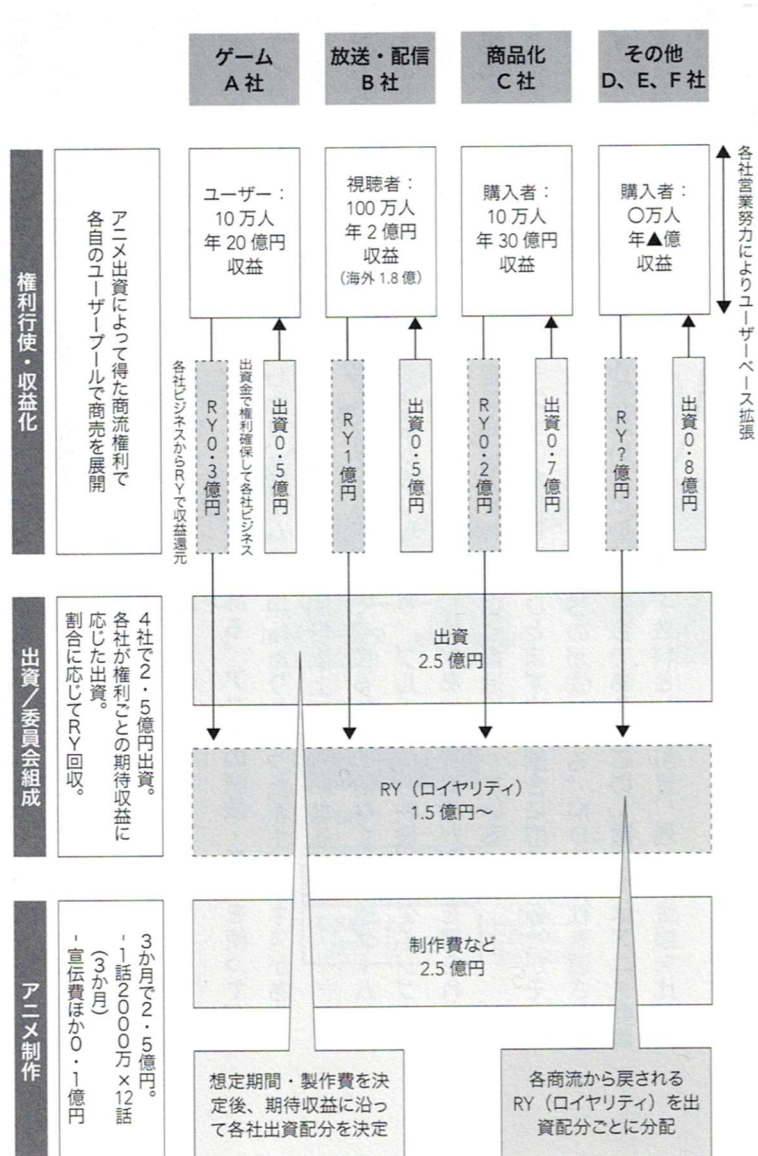 ゲーム
A社
放送・配信
B社
商品化
C社
その他
D、E、F社
権利行使・収益化
アニメ出資によって得た商流権利で
各自のユーザープールで商売を展開
ユーザー：
10万人
年20億円
収益
視聴者：
100万人
年2億円
収益
(海外1.8億)
購入者：
10万人
年30億円
収益
購入者：
〇万人
年▲億
収益
各社営業努力によりユーザーベース拡張
各社ビジネスからRYで収益還元
RY0・3億円
出資金で権利確保して各社ビジネス
出資0・5億円
RY1億円
出資0・5億円
RY0・2億円
出資0・7億円
RY?億円
出資0・8億円
出資／委員会組成
4社で2・5億円出資。
各社が権利ごとの期待収益に
応じた出資。
割合に応じてRY回収。
出資
2.5億円
RY（ロイヤリティ）
1.5億円〜
アニメ制作
3か月で2・5億円。
-1話2000万×12話
(3か月)
-宣伝費ほか0・1億円
制作費など
2.5億円
想定期間・製作費を決
定後、期待収益に沿っ
て各社出資配分を決定
各商流から戻される
RY（ロイヤリティ）を出
資配分ごとに分配